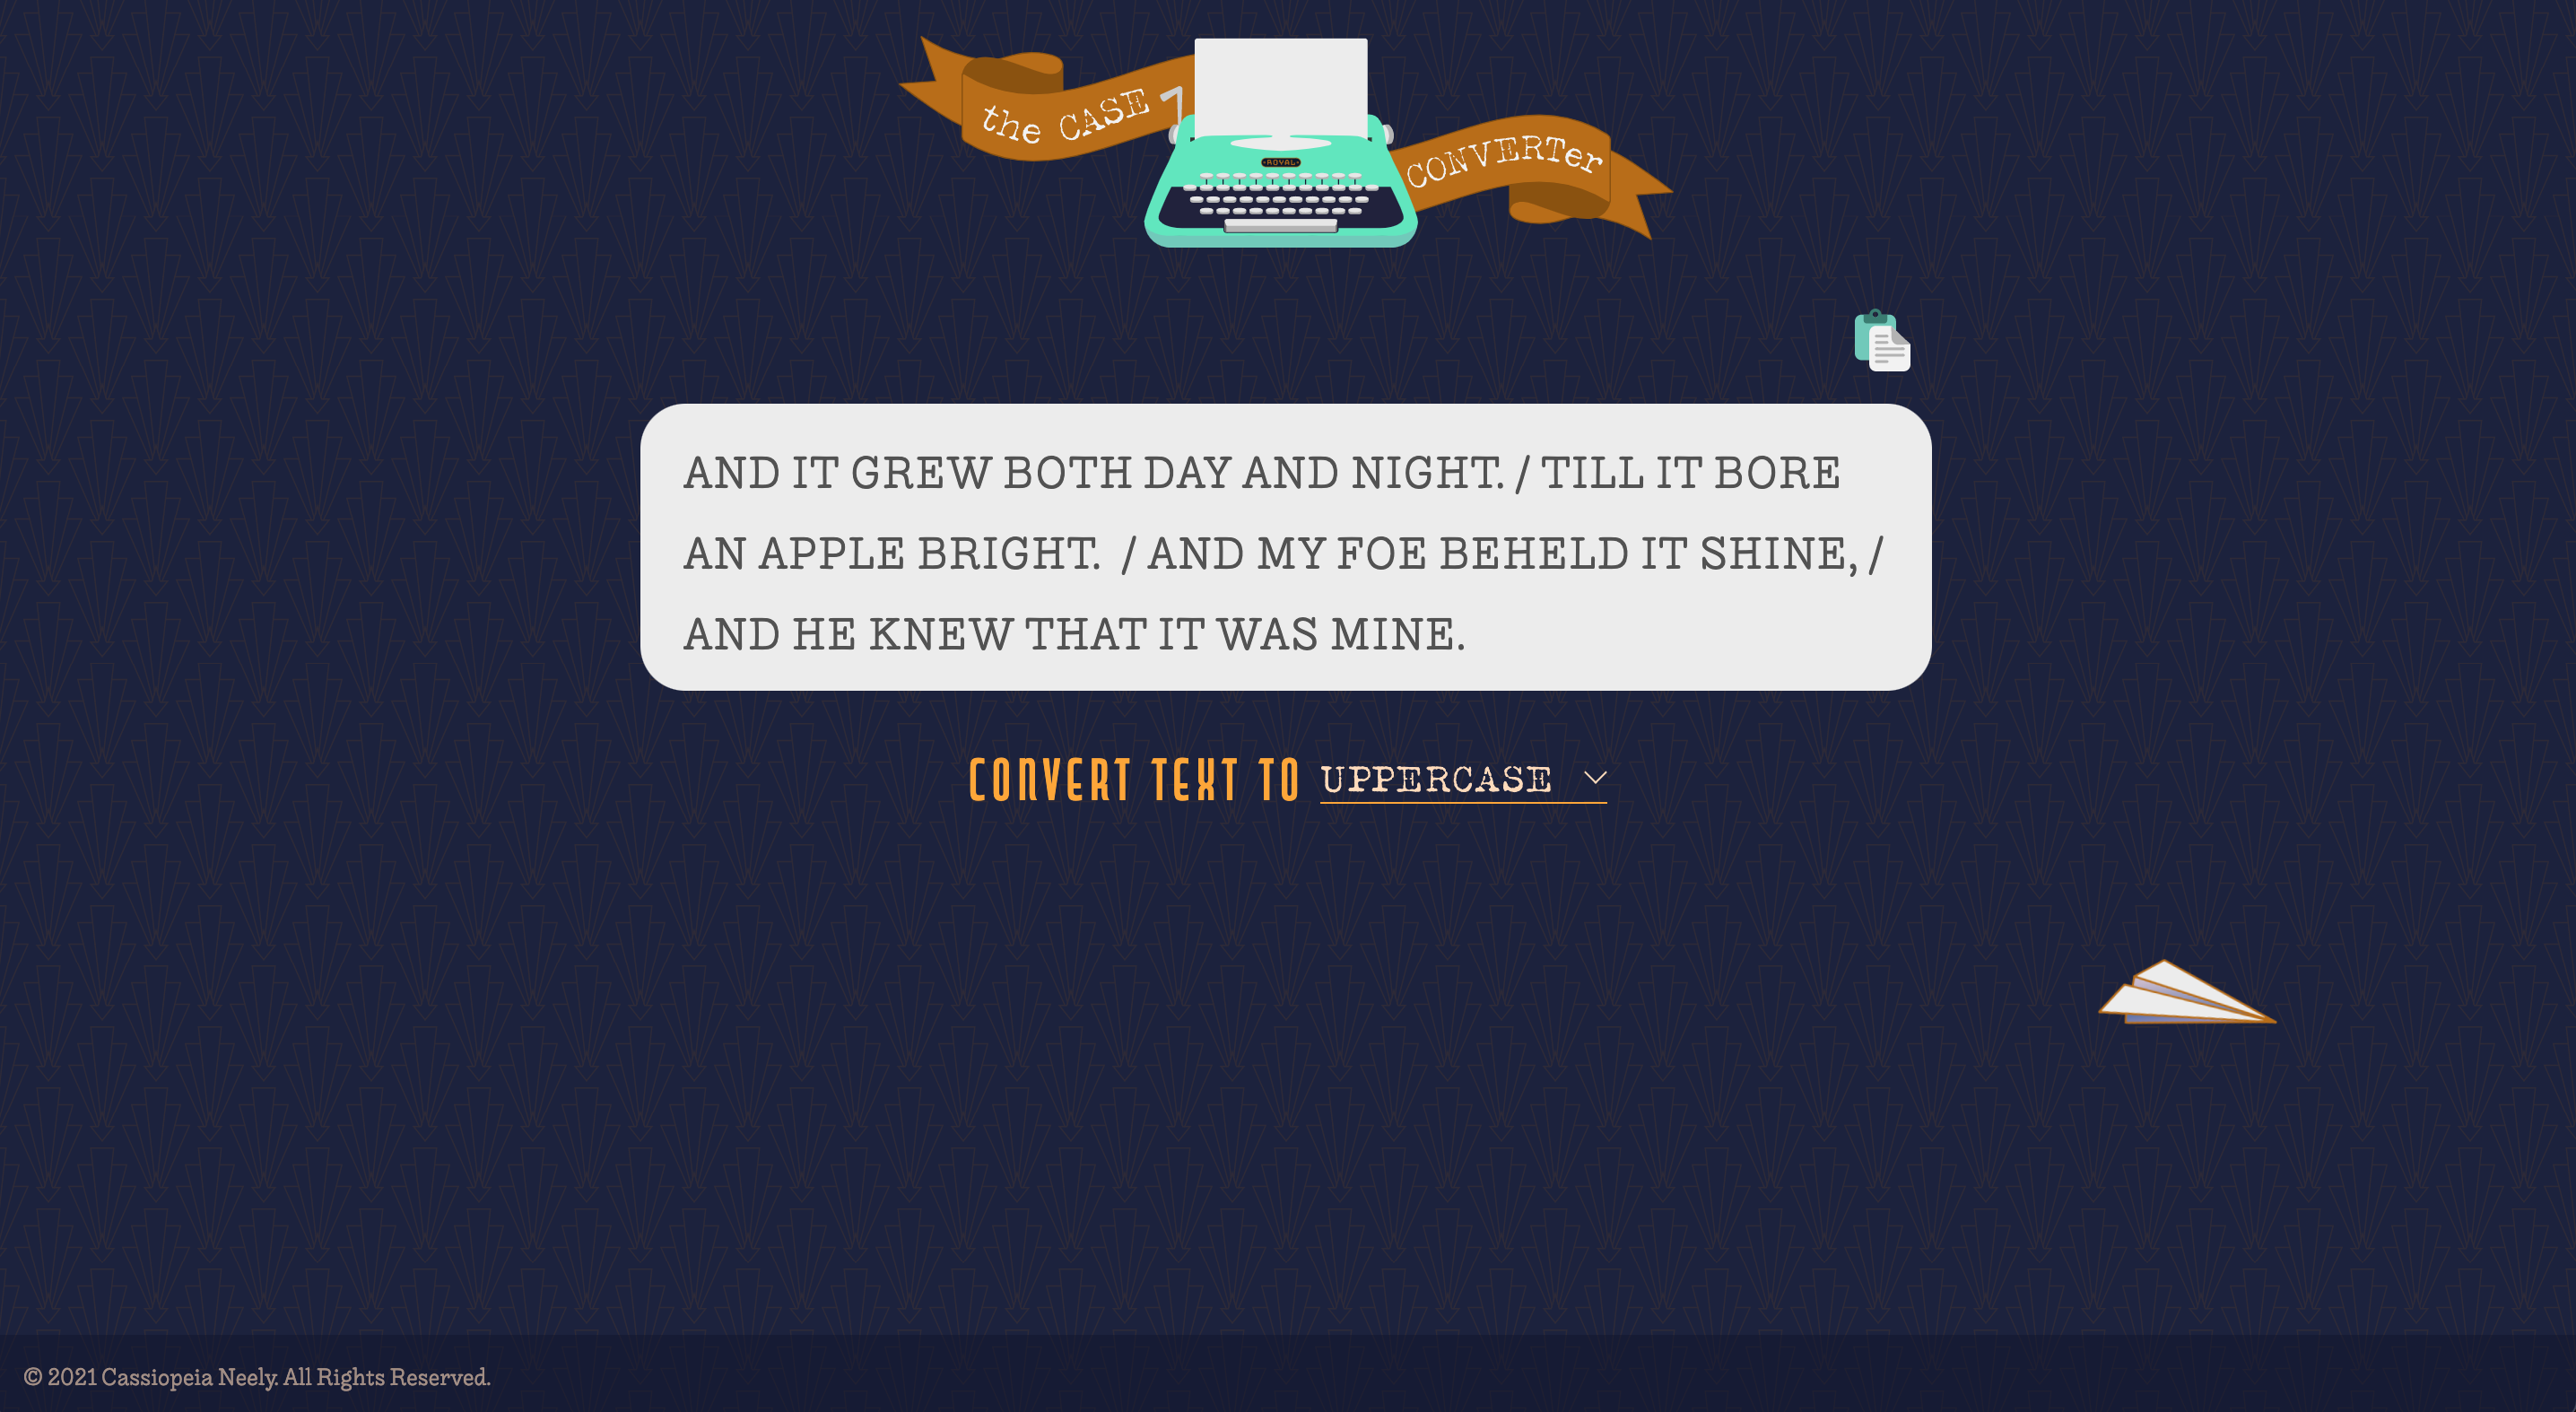 the CASE
CONVERTer
ROYAL
AND IT GREW BOTH DAY AND NIGHT. / TILL IT BORE
AN APPLE BRIGHT.  / AND MY FOE BEHELD IT SHINE, /
AND HE KNEW THAT IT WAS MINE.
CONVERT TEXT TO UPPERCASE
© 2021 Cassiopeia Neely. All Rights Reserved.